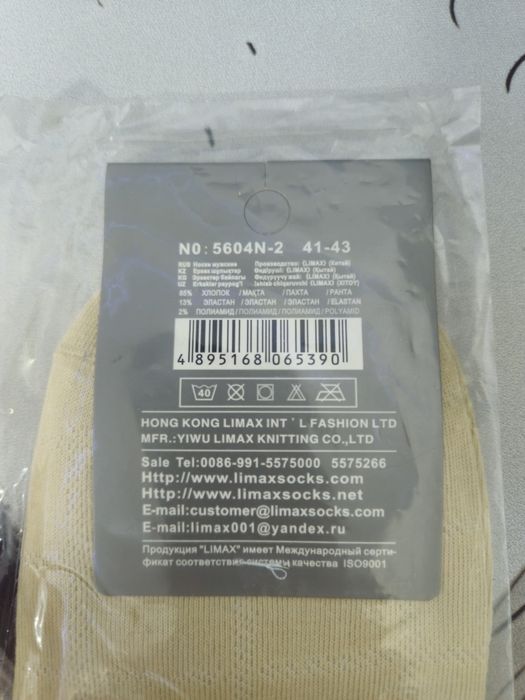 NO: 5604N-2 41-43
RUS Носки мужские Производство: (LIMAX) (Китай)
KZ Ерлер шұлықтар Өндіруші: (LIMAX) (Қытай)
KG Эркектер байпагы Өндүрүүчү жай: (LIMAX) (Кытай)
UZ Erkaklar paypog'i Ishlab chiqaruvchi (LIMAX) (XITOY)
85% ХЛОПОК /МАҚТА /ПАХТА /PAHTA
13% ЭЛАСТАН /ЭЛАСТАН /ЭЛАСТАН /ELASTAN
2% ПОЛИАМИД /ПОЛИАМИД /ПОЛИАМИД /POLYAMID
4 895168 065390
40
HONG KONG LIMAX INT'L FASHION LTD
MFR.:YIWU LIMAX KNITTING CO.,LTD
Sale Tel:0086-991-5575000 5575266
Http://www.limaxsocks.com
Http://www.limaxsocks.net
E-mail:customer@limaxsocks.com
E-mail:limax001@yandex.ru
Продукция "LIMAX" имеет Международный серти-
фикат соответствия системы качества ISO9001